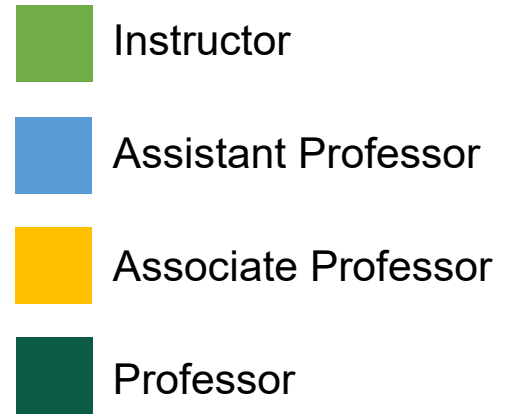 Instructor
Assistant Professor
Associate Professor
Professor